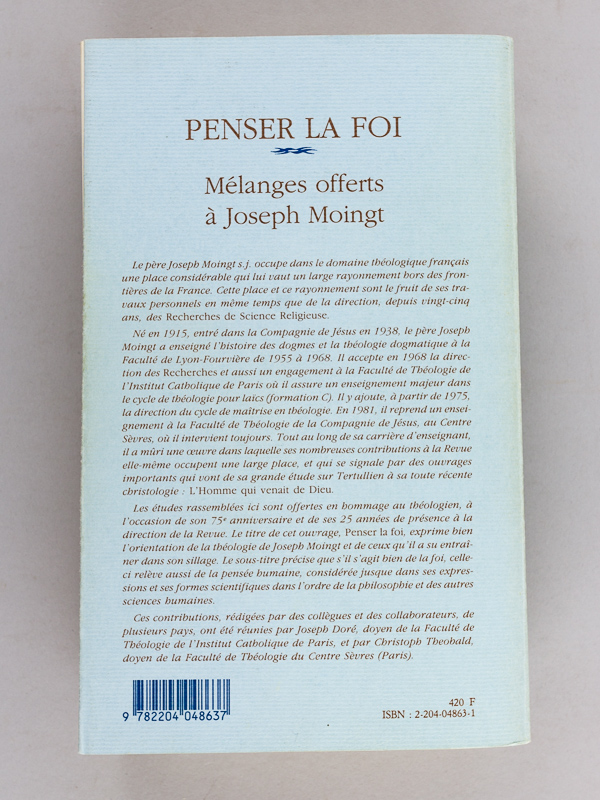 PENSER LA FOI
Mélanges offerts
à Joseph Moingt
Le père Joseph Moingt s.j. occupe dans le domaine théologique français
une place considérable qui lui vaut un large rayonnement hors des fron-
tières de la France. Cette place et ce rayonnement sont le fruit de ses tra-
vaux personnels en même temps que de la direction, depuis vingt-cinq
ans, des Recherches de Science Religieuse.
Né en 1915, entré dans la Compagnie de Jésus en 1938, le père Joseph
Moingt a enseigné l'histoire des dogmes et la théologie dogmatique à la
Faculté de Lyon-Fourvière de 1955 à 1968. Il accepte en 1968 la direc-
tion des Recherches et aussi un engagement à la Faculté de Théologie de
l'Institut Catholique de Paris où il assure un enseignement majeur dans
le cycle de théologie pour laïcs (formation C). Il y ajoute, à partir de 1975,
la direction du cycle de maîtrise en théologie. En 1981, il reprend un ensei-
gnement à la Faculté de Théologie de la Compagnie de Jésus, au Centre
Sèvres, où il intervient toujours. Tout au long de sa carrière d'enseignant,
il a mûri une œuvre dans laquelle ses nombreuses contributions à la Revue
elle-même occupent une large place, et qui se signale par des ouvrages
importants qui vont de sa grande étude sur Tertullien à sa toute récente
christologie : L'Homme qui venait de Dieu.
Les études rassemblées ici sont offertes en hommage au théologien, à
l'occasion de son 75e anniversaire et de ses 25 années de présence à la
direction de la Revue. Le titre de cet ouvrage, Penser la foi, exprime bien
l'orientation de la théologie de Joseph Moingt et de ceux qu'il a su entraî-
ner dans son sillage. Le sous-titre précise que s'il s'agit bien de la foi, celle-
ci relève aussi de la pensée humaine, considérée jusque dans ses expres-
sions et ses formes scientifiques dans l'ordre de la philosophie et des autres
sciences humaines.
Ces contributions, rédigées par des collègues et des collaborateurs, de
plusieurs pays, ont été réunies par Joseph Doré, doyen de la Faculté de
Théologie de l'Institut Catholique de Paris, et par Christoph Theobald,
doyen de la Faculté de Théologie du Centre Sèvres (Paris).
420 F
ISBN : 2-204-04863-1
9 782204 048637